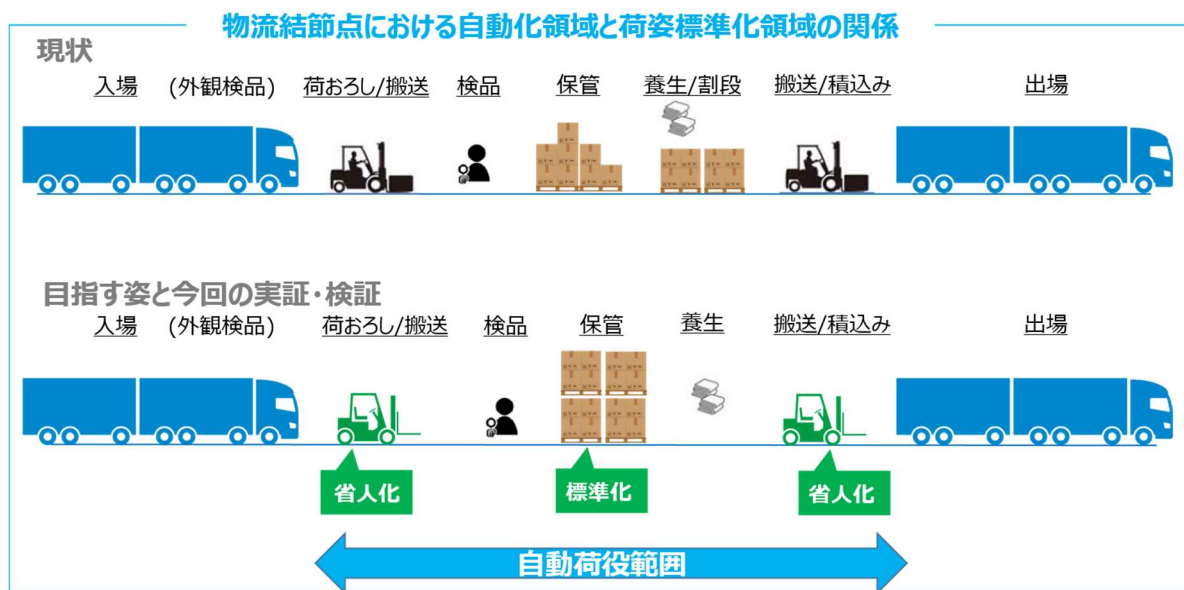 物流結節点における自動化領域と荷姿標準化領域の関係
現状
入場 (外観検品) 荷おろし/搬送 検品 保管 養生/割段 搬送/積込み 出場
目指す姿と今回の実証・検証
入場 (外観検品) 荷おろし/搬送 検品 保管 養生 搬送/積込み 出場
省人化 標準化 省人化
自動荷役範囲